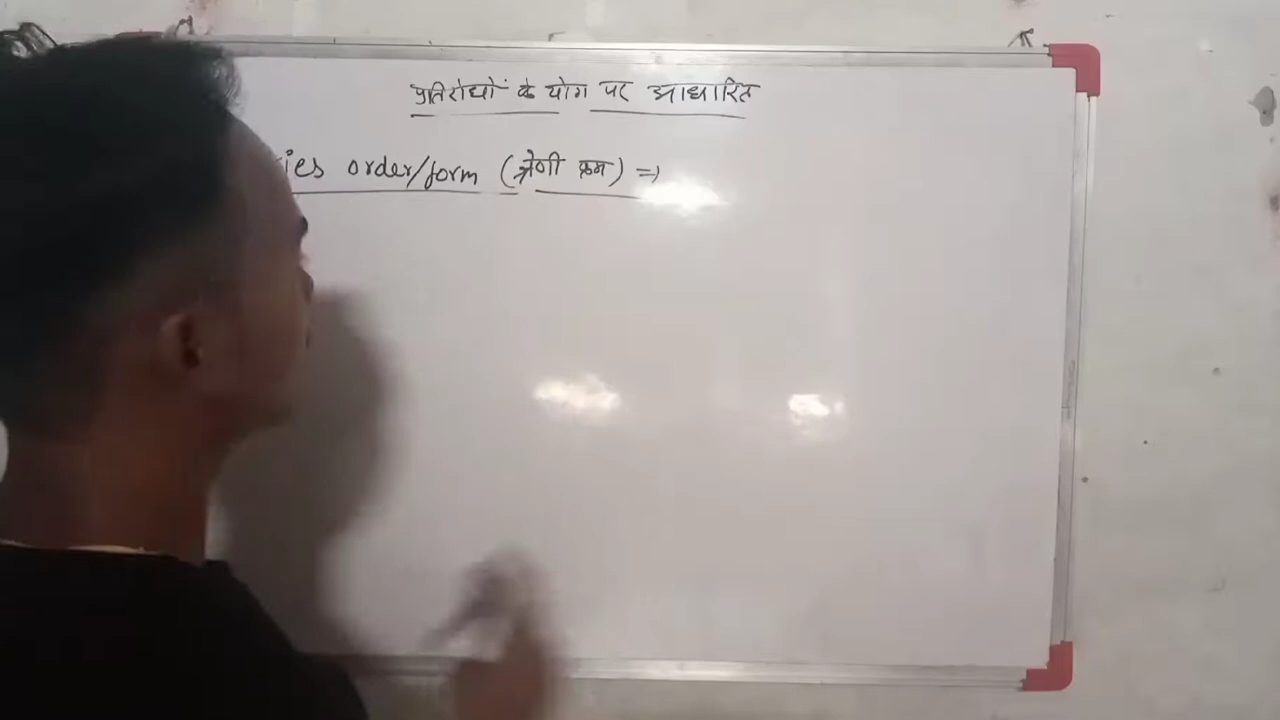 प्रतिरोधों के योग पर आधारित
ies order/form (श्रेणी क्रम) =>